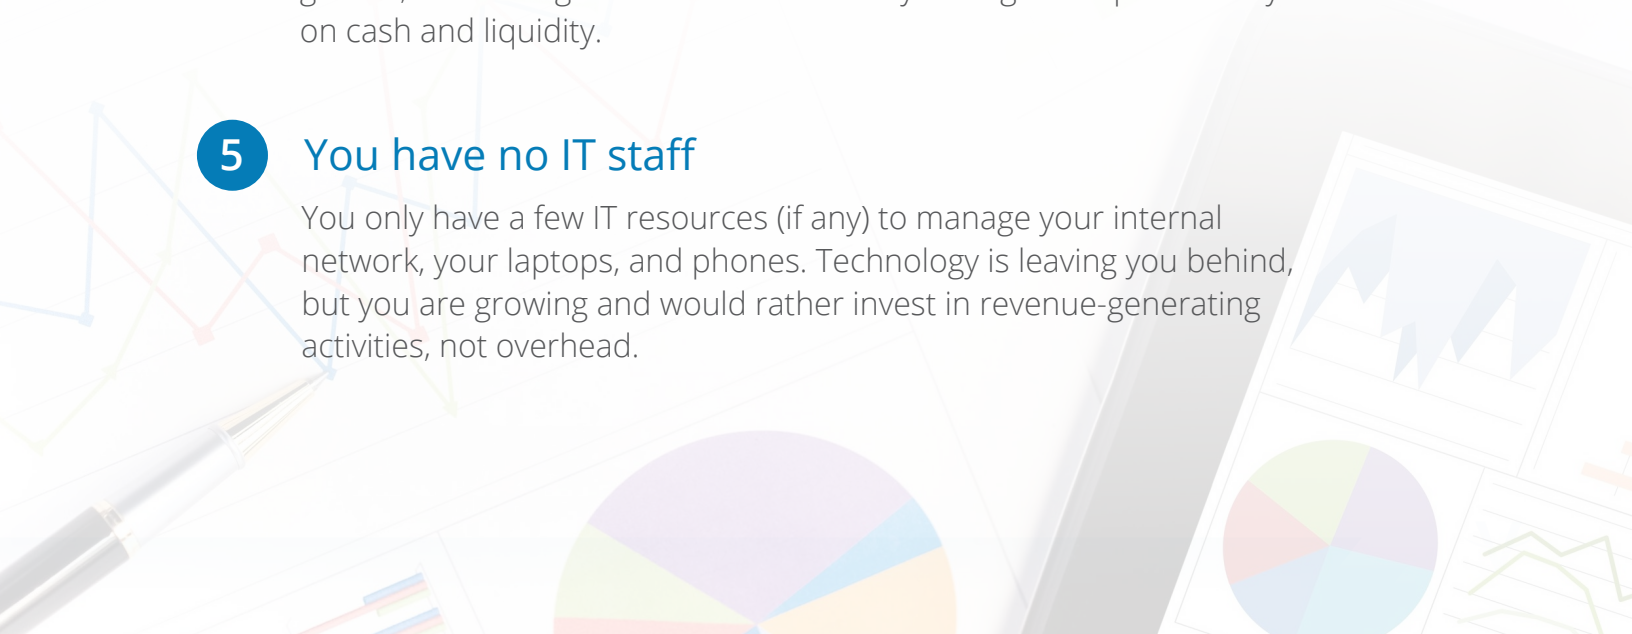 on cash and liquidity.
5
You have no IT staff
You only have a few IT resources (if any) to manage your internal
network, your laptops, and phones. Technology is leaving you behind,
but you are growing and would rather invest in revenue-generating
activities, not overhead.